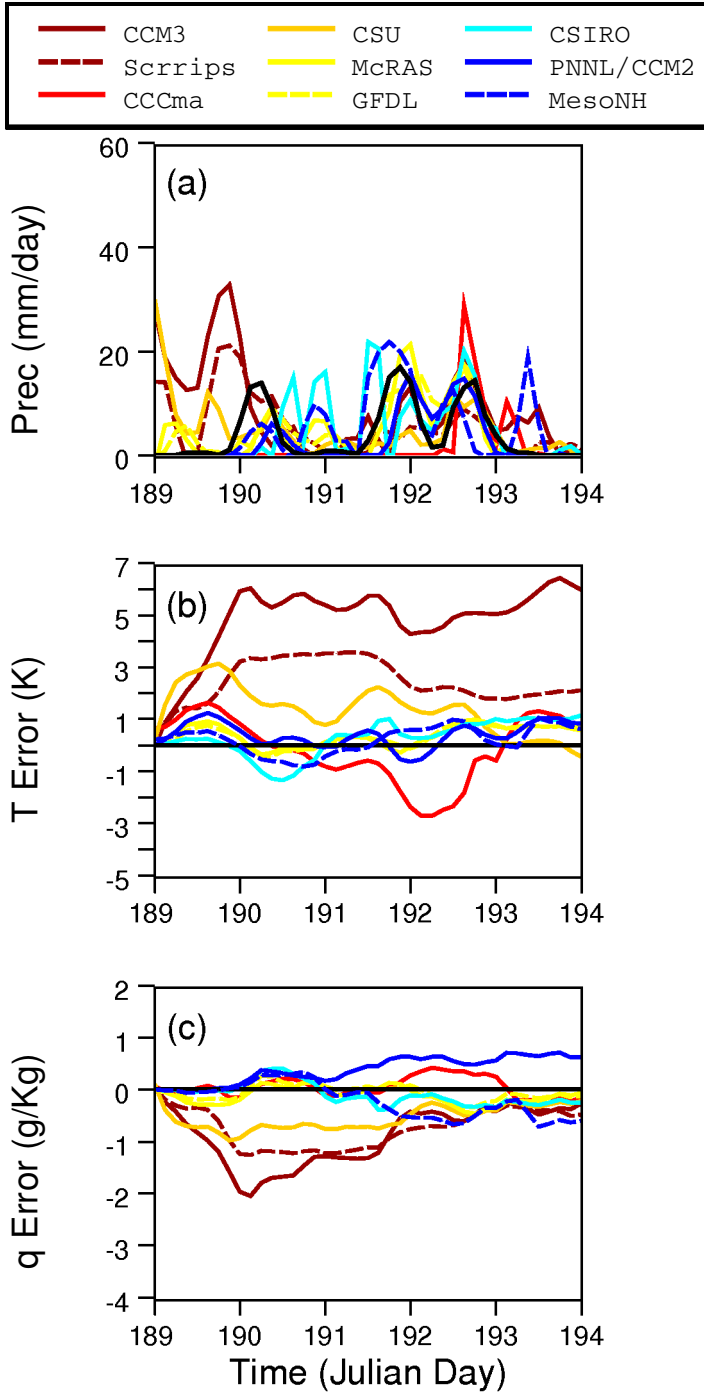 CCM3 CSU CSIRO
Scrrips McRAS PNNL/CCM2
CCCma GFDL MesoNH
60
(a)
40
Prec (mm/day)
20
0
189 190 191 192 193 194
7
(b)
5
3
T Error (K)
1
-1
-3
-5
189 190 191 192 193 194
2
(c)
1
0
q Error (g/Kg)
-1
-2
-3
-4
189 190 191 192 193 194
Time (Julian Day)